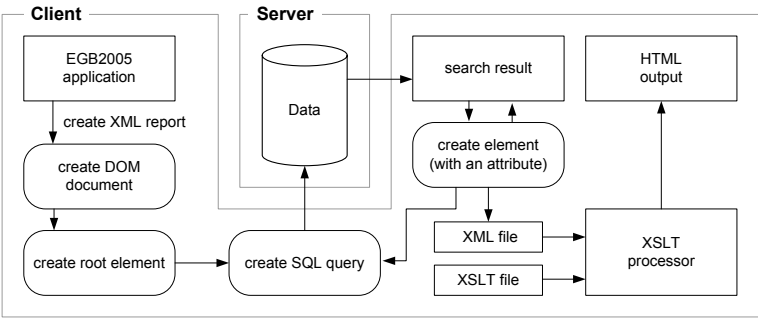 Client
Server
EGB2005
application
create XML report
create DOM
document
create root element
create SQL query
Data
search result
create element
(with an attribute)
XML file
XSLT file
XSLT
processor
HTML
output